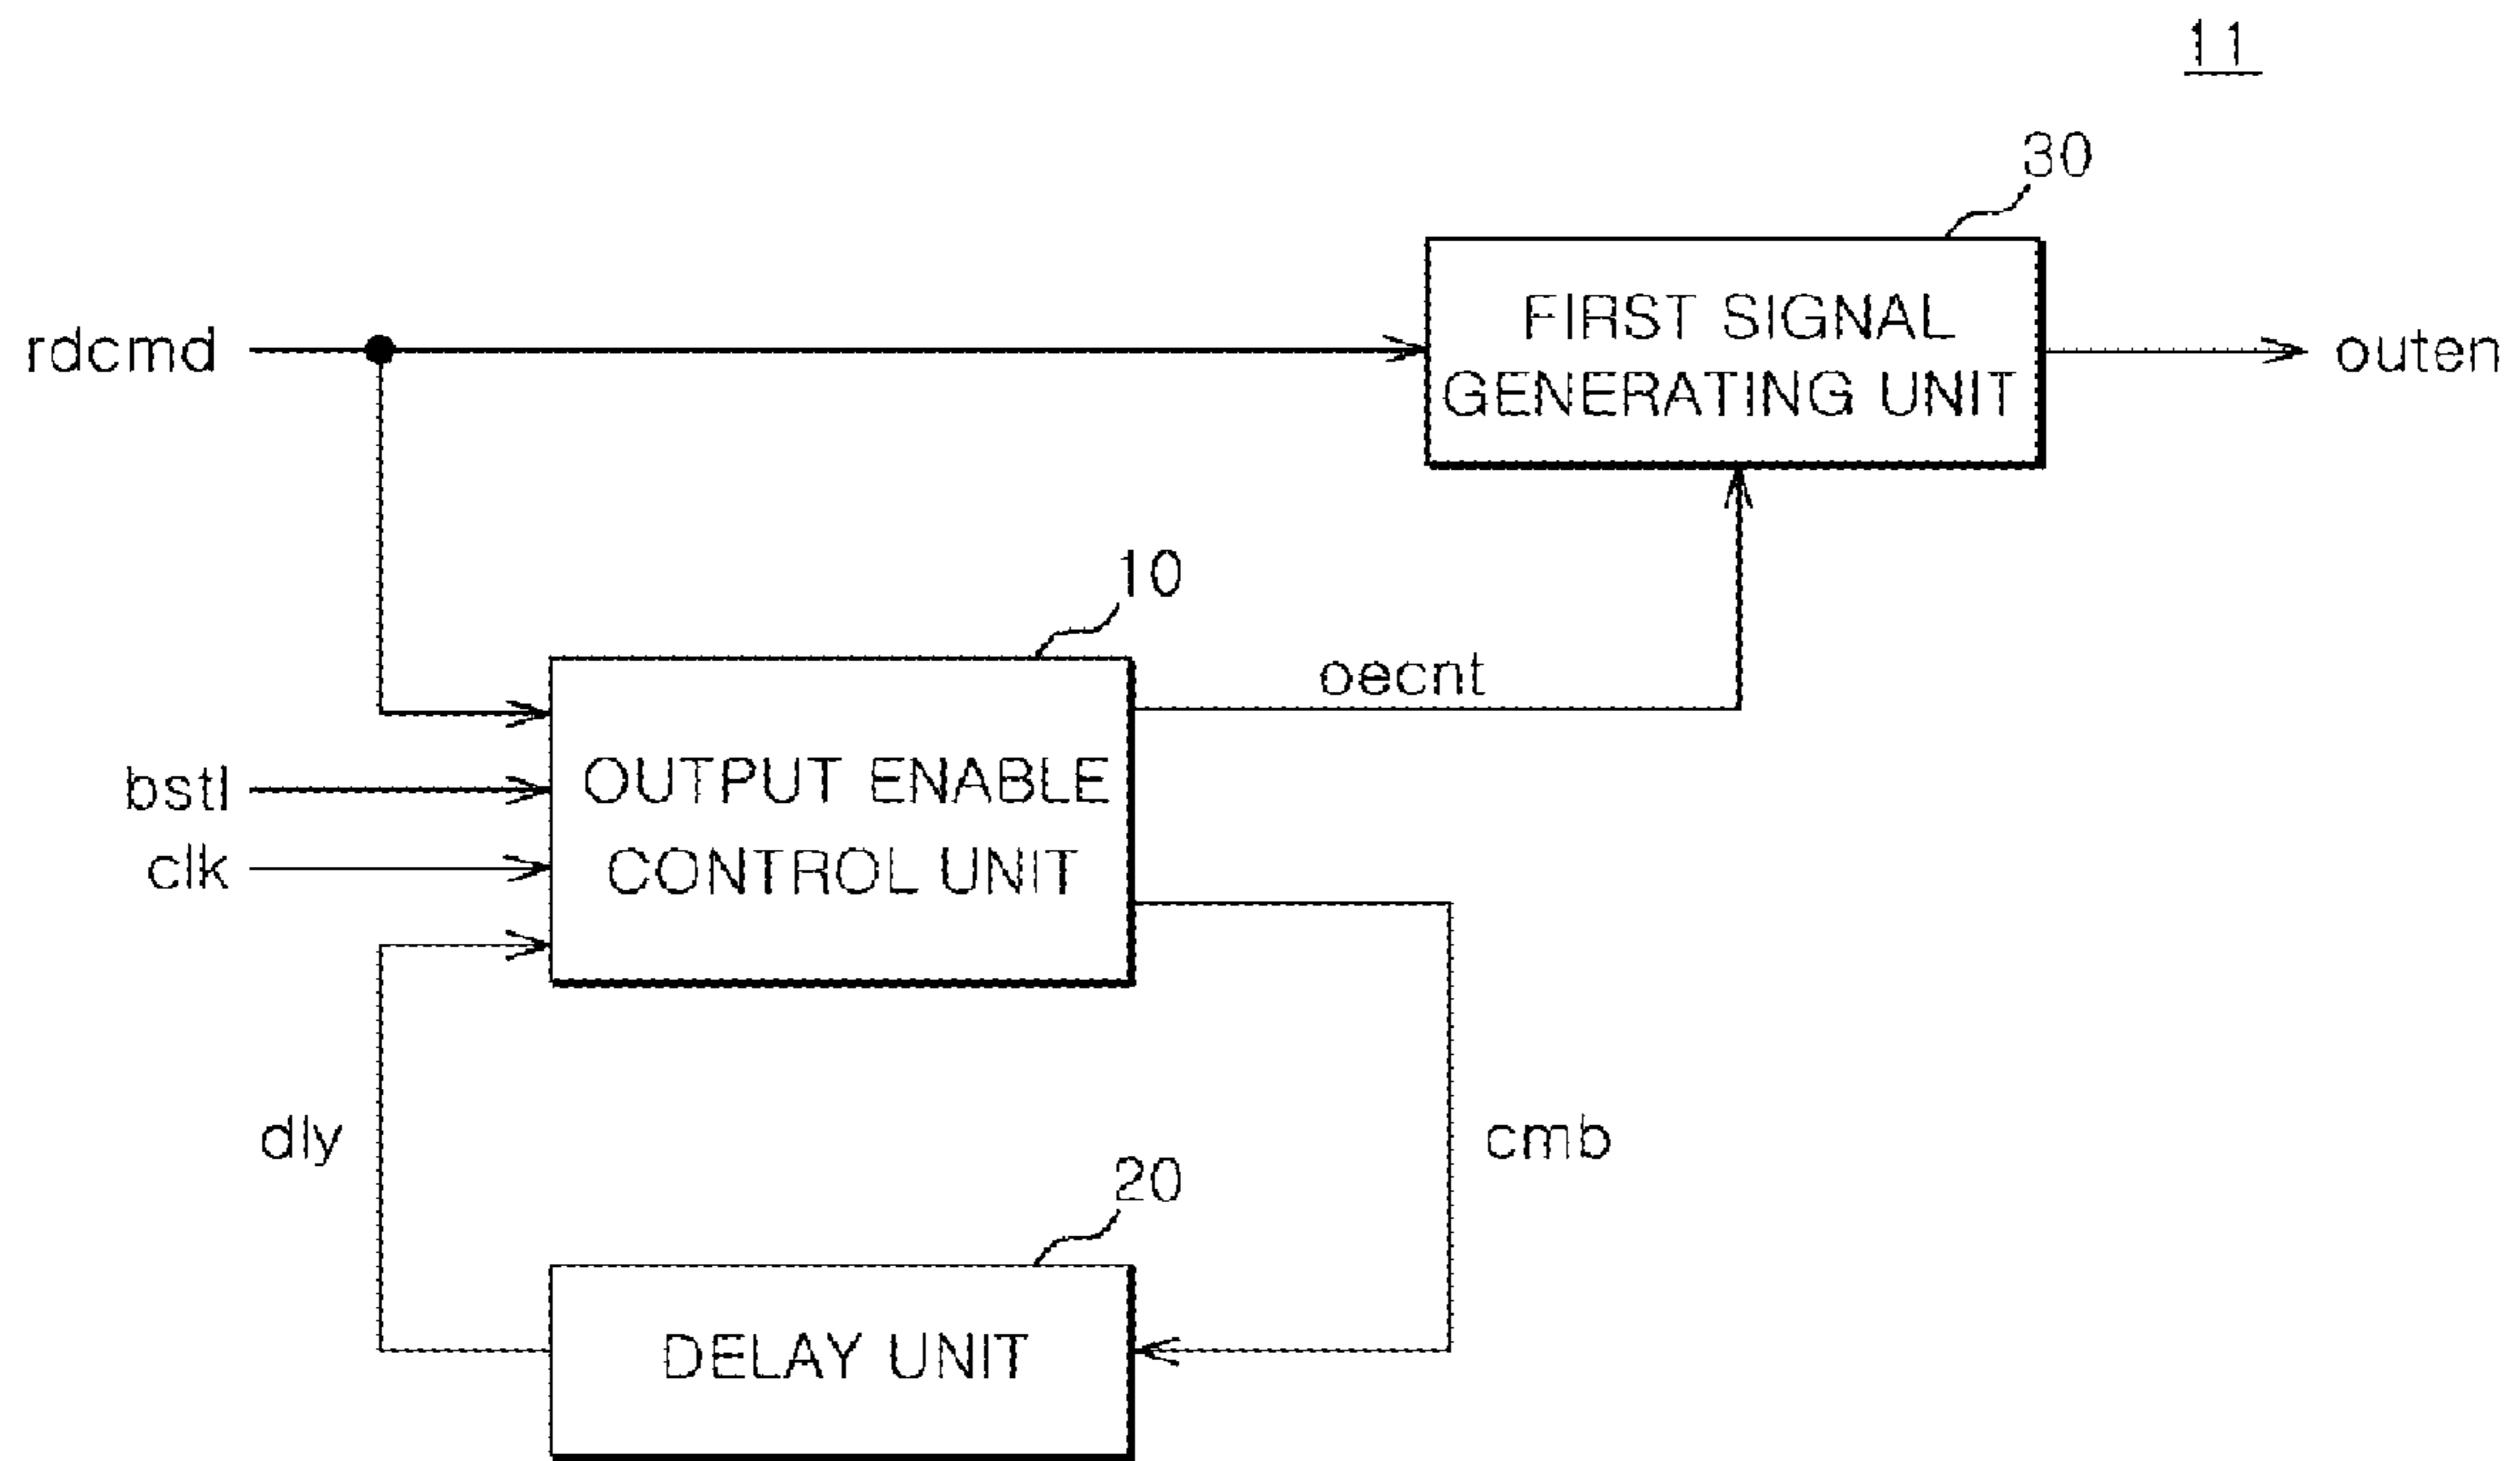 11
30
FIRST SIGNAL
GENERATING UNIT
rdcmd
outen
10
oecnt
OUTPUT ENABLE
CONTROL UNIT
bstl
clk
dly
cmb
20
DELAY UNIT